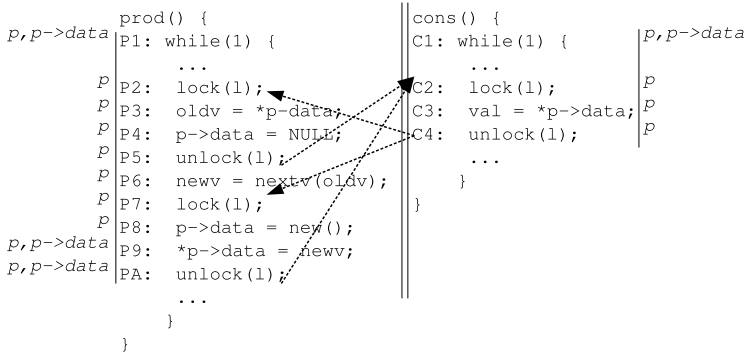 prod() {
p,p->data P1: while(1) {
...
p P2: lock(l);
p P3: oldv = *p-data;
p P4: p->data = NULL;
p P5: unlock(l);
p P6: newv = nextv(oldv);
p P7: lock(l);
p P8: p->data = new();
p,p->data P9: *p->data = newv;
p,p->data PA: unlock(l);
...
}
}
cons() {
C1: while(1) { p,p->data
...
C2: lock(l); p
C3: val = *p->data; p
C4: unlock(l); p
...
}
}